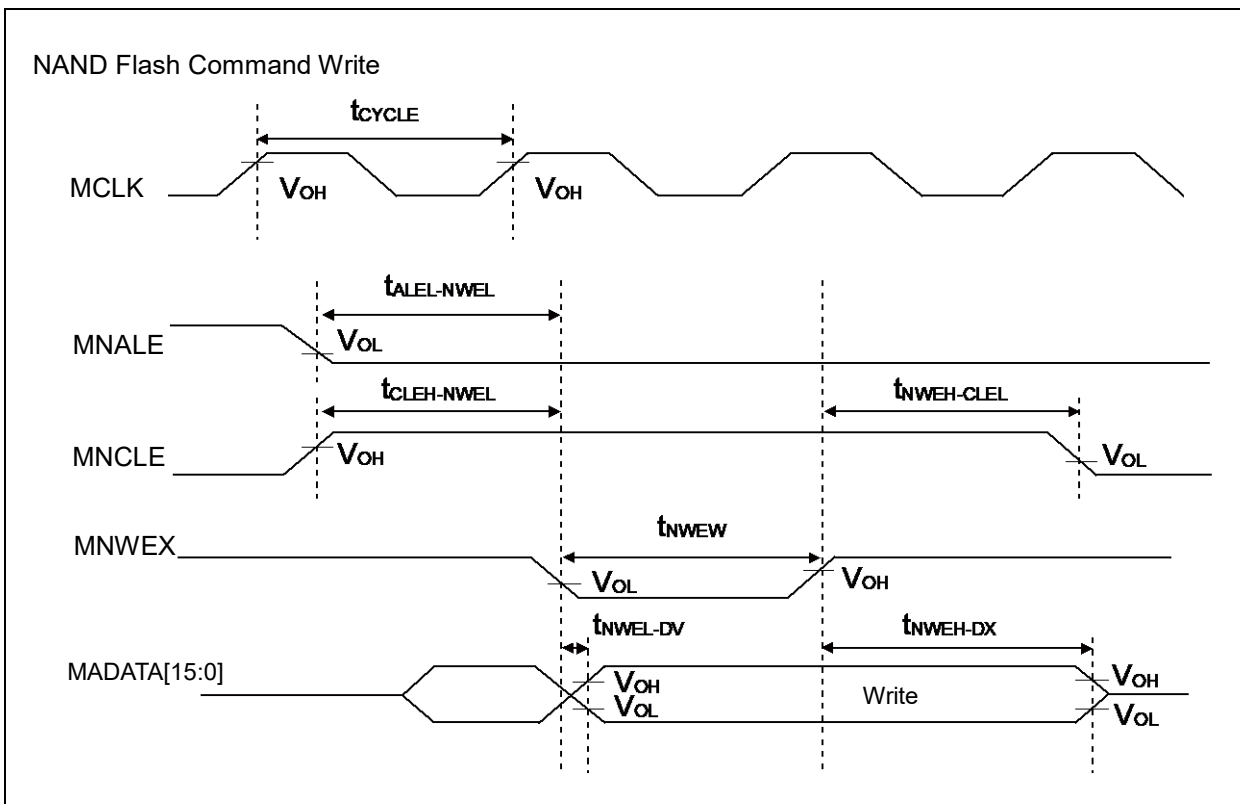 NAND Flash Command Write
tCYCLE
MCLK VOH VOH
tALEL-NWEL
MNALE VOL
tCLEH-NWEL tNWEH-CLEL
MNCLE VOH VOL
tNWEW
MNWEX VOL VOH
tNWEL-DV tNWEH-DX
MADATA[15:0] VOH Write VOH
VOL VOL